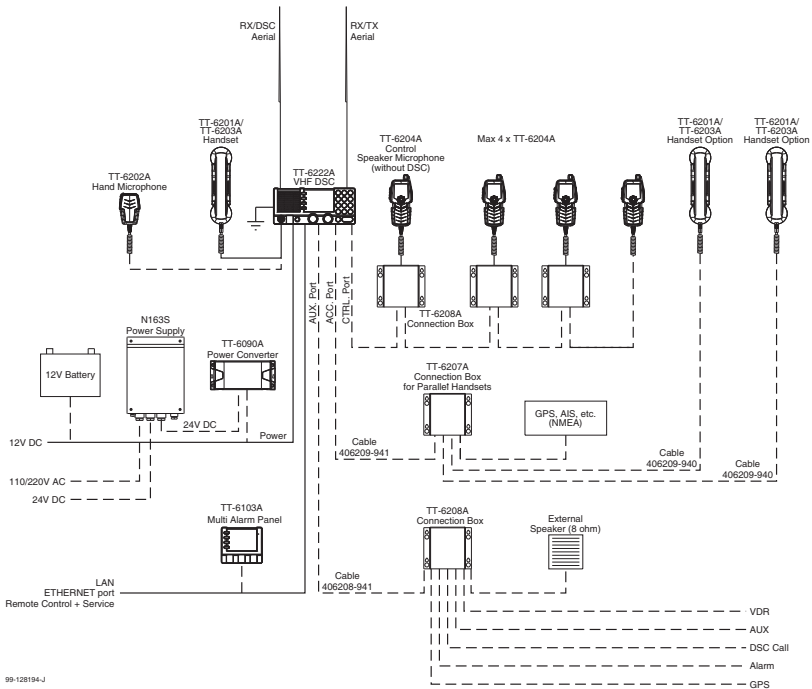 RX/DSC
Aerial
RX/TX
Aerial
TT-6201A/
TT-6203A
Handset
TT-6202A
Hand Microphone
TT-6222A
VHF DSC
TT-6204A
Control
Speaker Microphone
(without DSC)
Max 4 x TT-6204A
TT-6201A/
TT-6203A
Handset Option
TT-6201A/
TT-6203A
Handset Option
AUX. Port
ACC. Port
CTRL. Port
TT-6208A
Connection Box
N163S
Power Supply
TT-6090A
Power Converter
12V Battery
24V DC
Power
12V DC
110/220V AC
24V DC
TT-6207A
Connection Box
for Parallel Handsets
GPS, AIS, etc.
(NMEA)
Cable
406209-941
Cable
406209-940
Cable
406209-940
TT-6103A
Multi Alarm Panel
TT-6208A
Connection Box
External
Speaker (8 ohm)
Cable
406208-941
LAN
ETHERNET port
Remote Control + Service
VDR
AUX
DSC Call
Alarm
GPS
99-128194-J